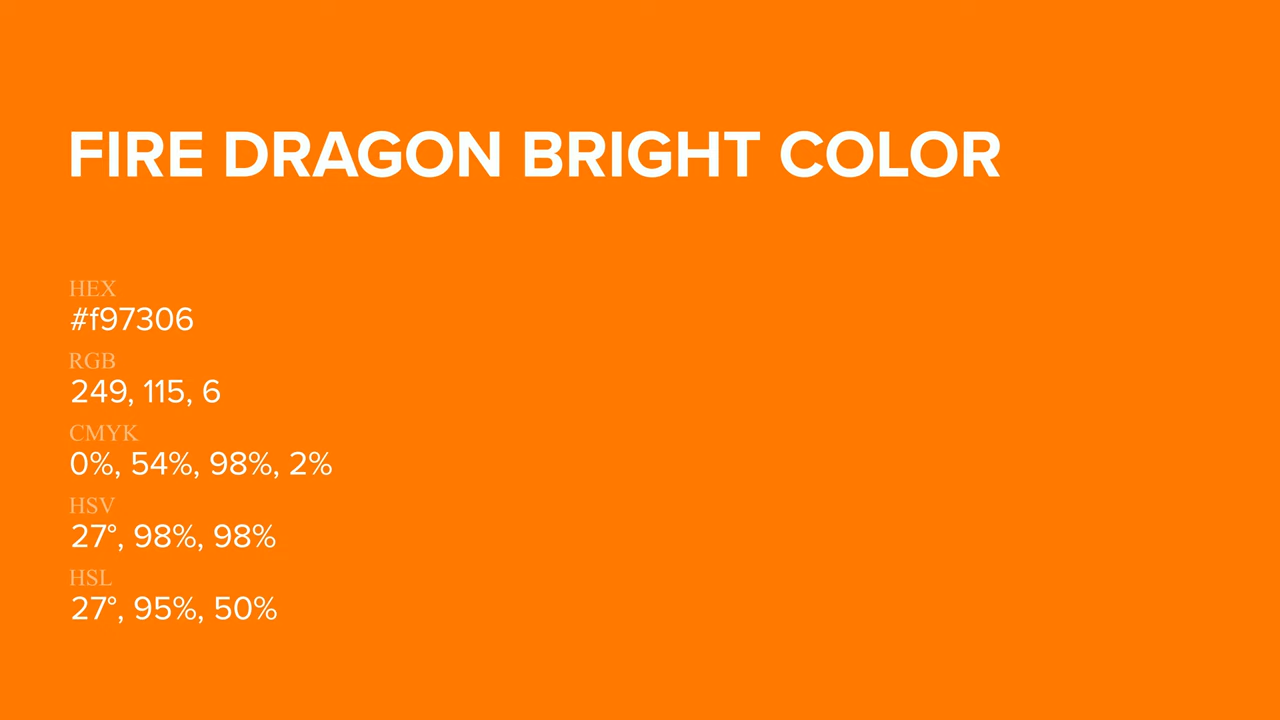 FIRE DRAGON BRIGHT COLOR
HEX
#f97306
RGB
249, 115, 6
CMYK
0%, 54%, 98%, 2%
HSV
27°, 98%, 98%
HSL
27°, 95%, 50%